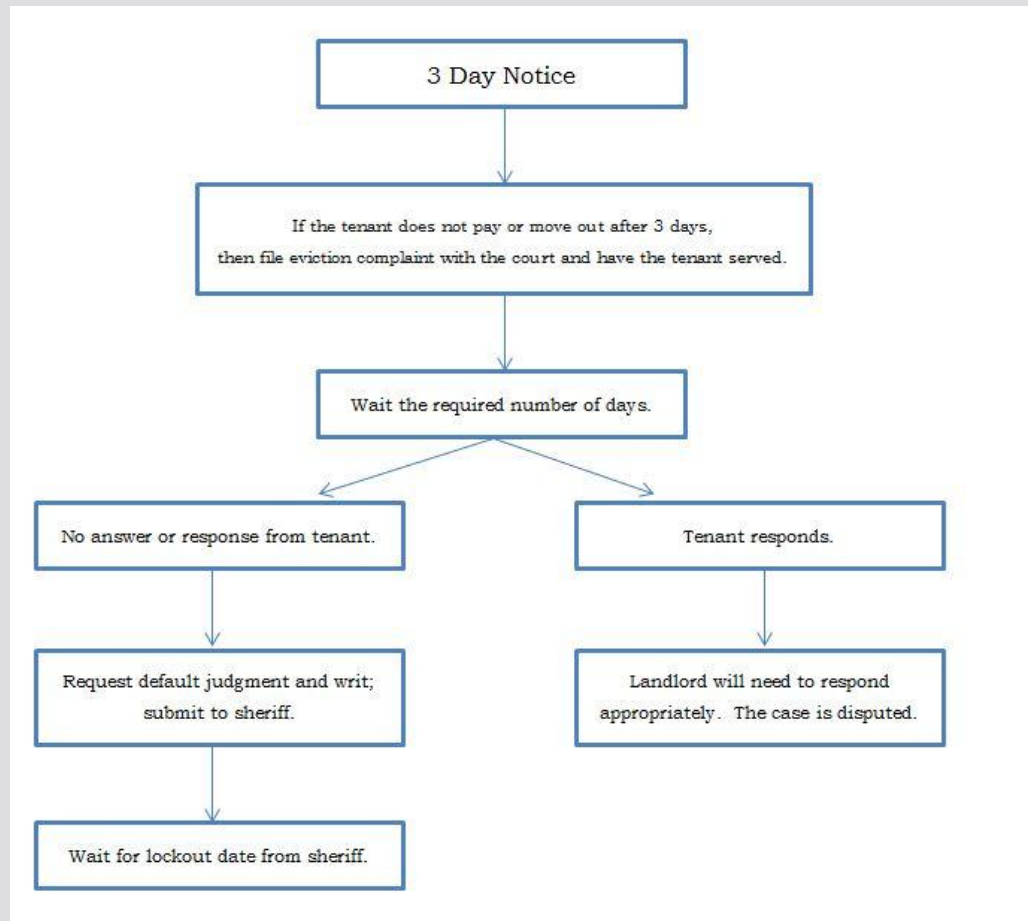 3 Day Notice
If the tenant does not pay or move out after 3 days,
then file eviction complaint with the court and have the tenant served.
Wait the required number of days.
No answer or response from tenant.
Tenant responds.
Request default judgment and writ;
submit to sheriff.
Landlord will need to respond
appropriately.  The case is disputed.
Wait for lockout date from sheriff.